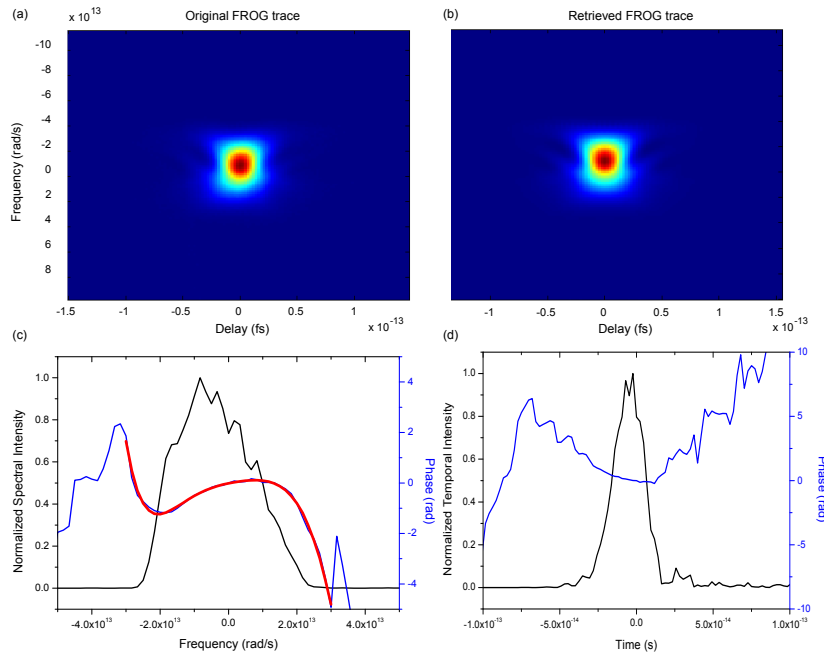 (a) Original FROG trace
x 10 13
-10
-8
-6
-4
-2
0
2
4
6
8
Frequency (rad/s)
-1.5 -1 -0.5 0 0.5 1
Delay (fs)
x 10 -13
(b) Retrieved FROG trace
-1 -0.5 0 0.5 1 1.5
Delay (fs)
x 10 -13
(c)
Normalized Spectral Intensity
1.0
0.8
0.6
0.4
0.2
0.0
4
2
0
-2
-4
Phase (rad)
-4.0x10 13 -2.0x10 13 0.0 2.0x10 13 4.0x10 13
Frequency (rad/s)
(d)
Normalized Temporal Intensity
1.0
0.8
0.6
0.4
0.2
0.0
10
5
0
-5
-10
Phase (rad)
-1.0x10 -13 -5.0x10 -14 0.0 5.0x10 -14 1.0x10 -13
Time (s)